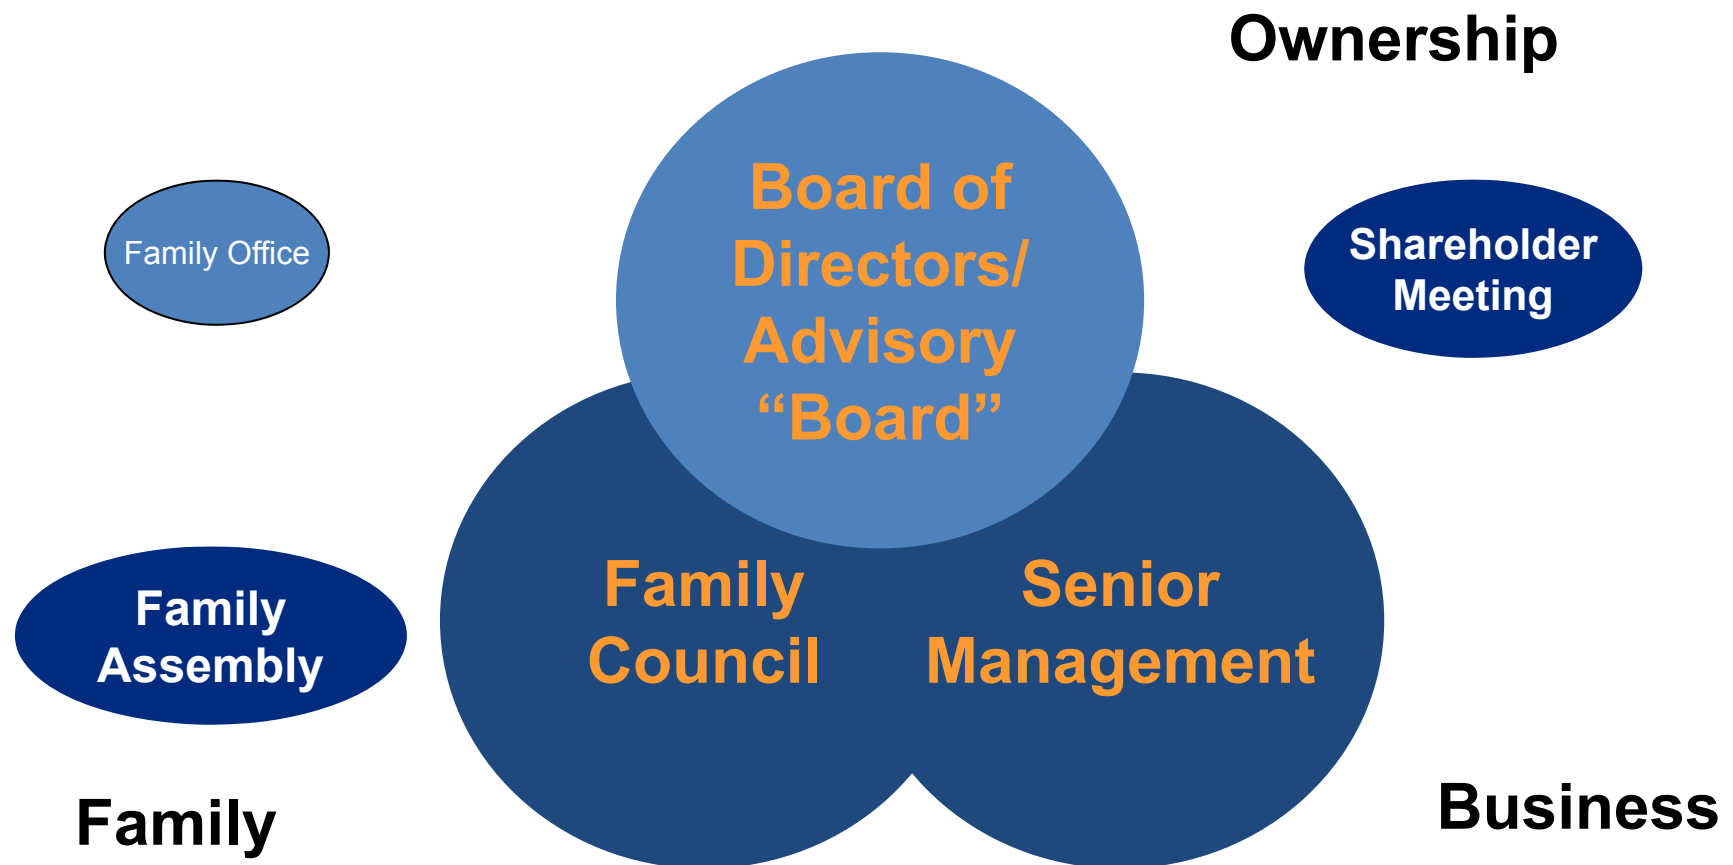 Ownership
Board of
Directors/
Advisory
“Board”
Family Office
Shareholder
Meeting
Family
Council
Senior
Management
Family
Assembly
Family
Business